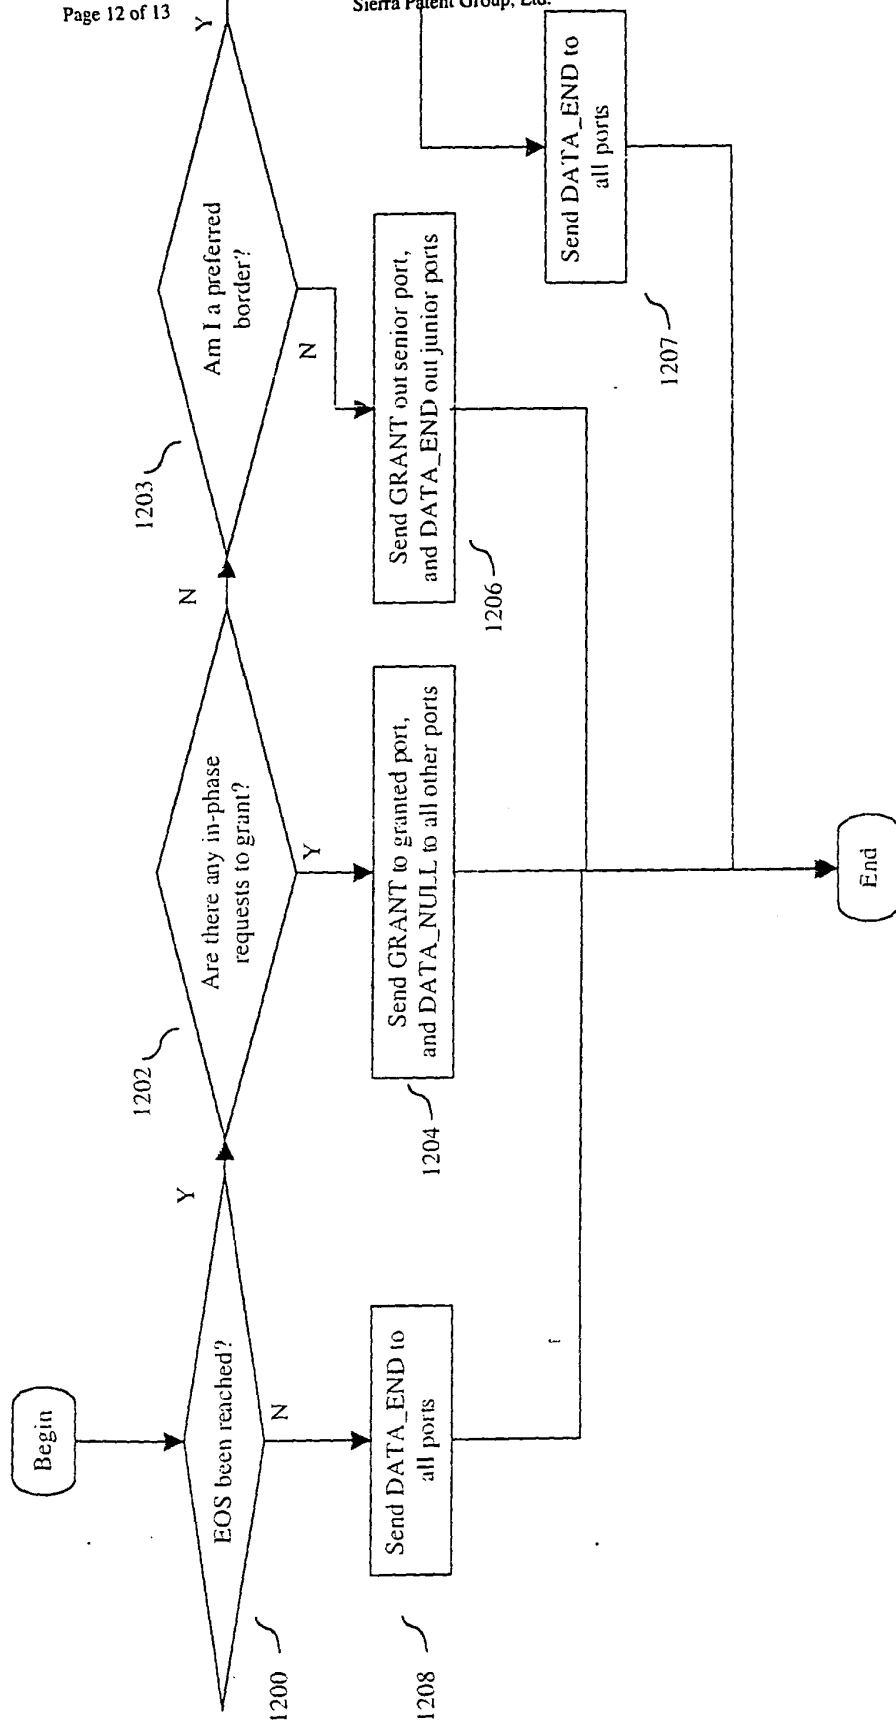 Page 12 of 13
Sierra Patent Group, Ltd.
Begin
EOS been reached?
1200
Y
N
Send DATA_END to
all ports
1208
Are there any in-phase
requests to grant?
1202
N
Y
Send GRANT to granted port,
and DATA_NULL to all other ports
1204
Am I a preferred
border?
1203
Y
N
Send GRANT out senior port,
and DATA_END out junior ports
1206
Send DATA_END to
all ports
1207
End